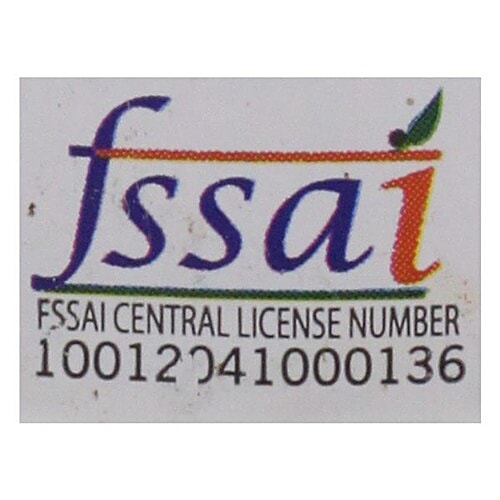 fssai
FSSAI CENTRAL LICENSE NUMBER
10012041000136